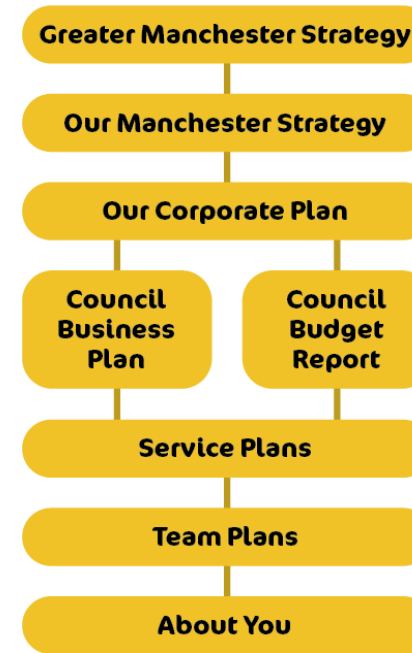 Greater Manchester Strategy
Our Manchester Strategy
Our Corporate Plan
Council
Business
Plan
Council
Budget
Report
Service Plans
Team Plans
About You